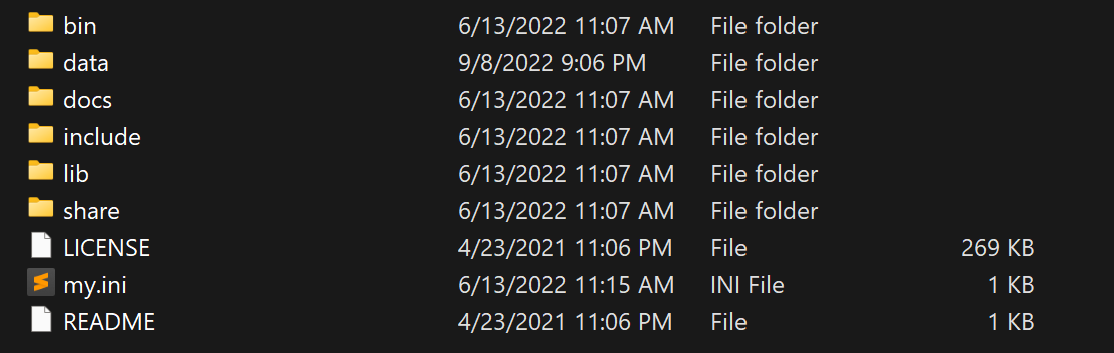 bin 6/13/2022 11:07 AM File folder
data 9/8/2022 9:06 PM File folder
docs 6/13/2022 11:07 AM File folder
include 6/13/2022 11:07 AM File folder
lib 6/13/2022 11:07 AM File folder
share 6/13/2022 11:07 AM File folder
LICENSE 4/23/2021 11:06 PM File 269 KB
my.ini 6/13/2022 11:15 AM INI File 1 KB
README 4/23/2021 11:06 PM File 1 KB